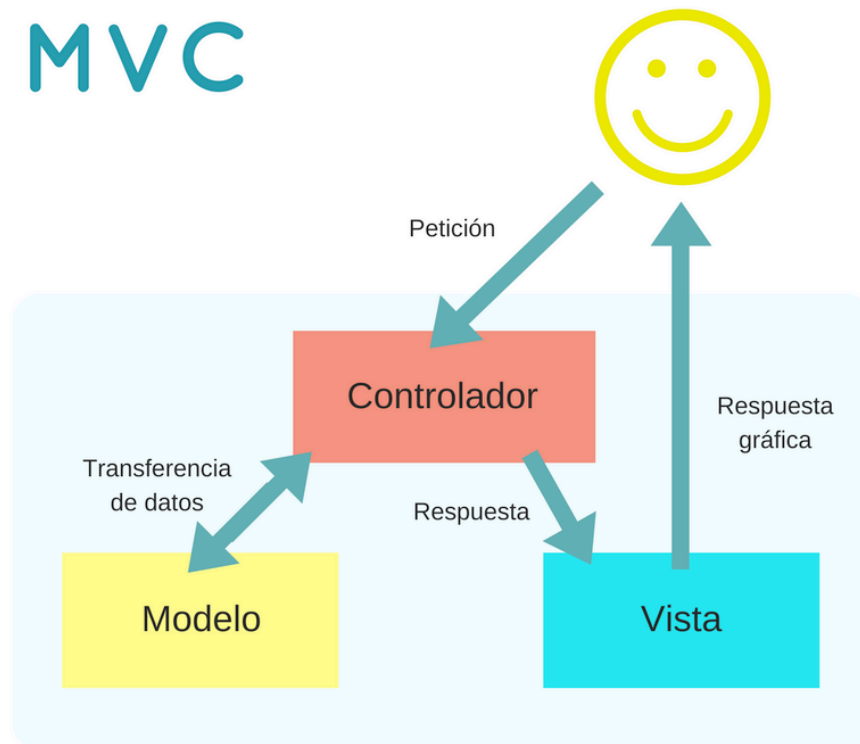 MVC
Petición
Controlador
Respuesta
gráfica
Transferencia
de datos
Respuesta
Modelo
Vista